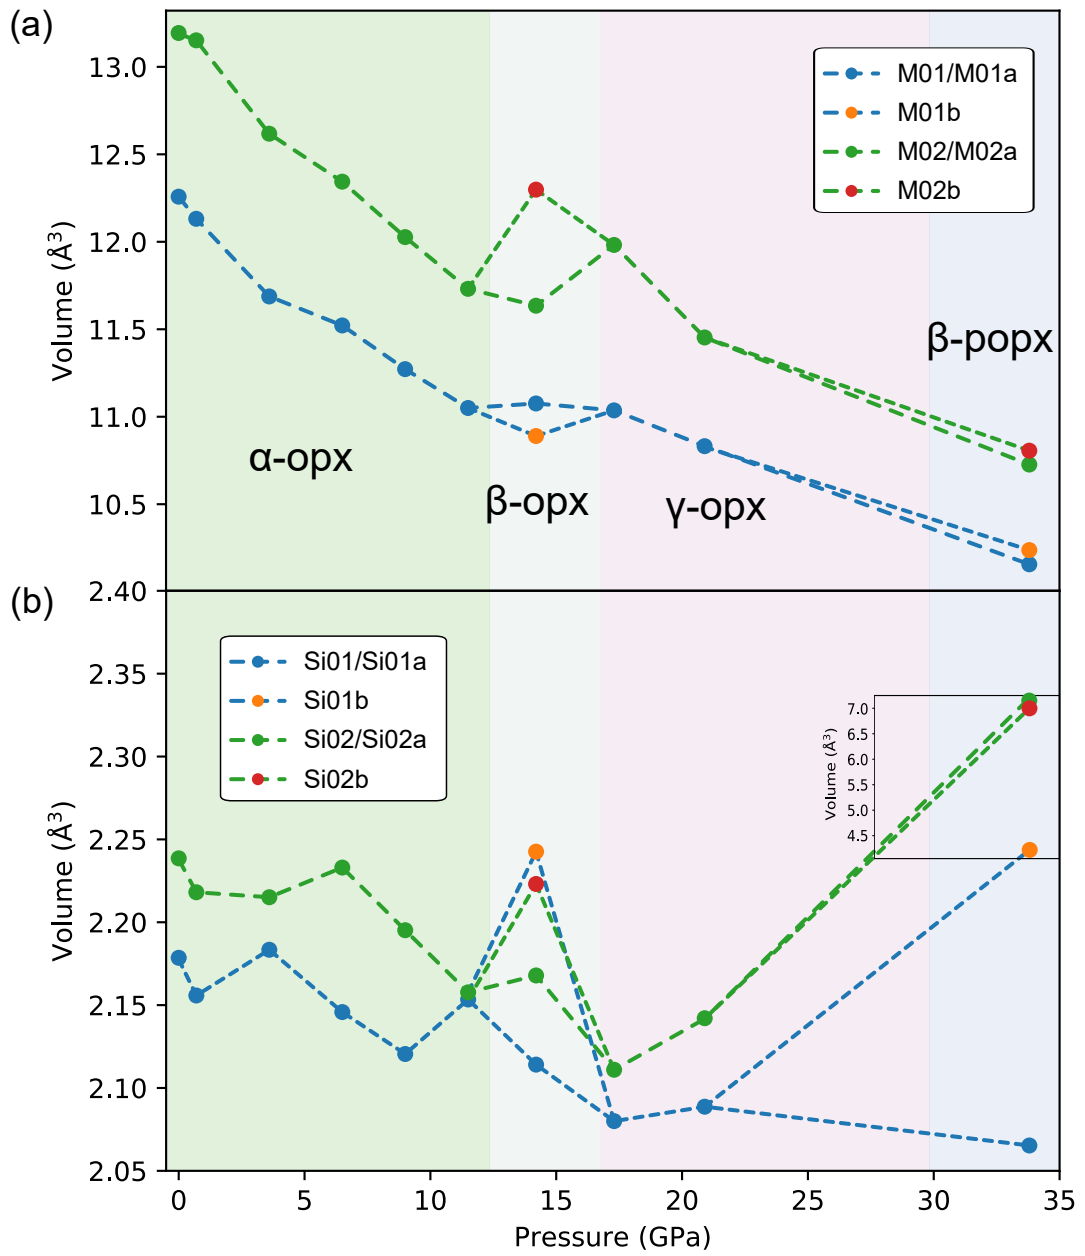 (a)
13.0
12.5
12.0
11.5
11.0
10.5
Volume (Å³)
M01/M01a
M01b
M02/M02a
M02b
α-opx
β-opx
γ-opx
β-popx
(b)
2.40
2.35
2.30
2.25
2.20
2.15
2.10
2.05
Volume (Å³)
Si01/Si01a
Si01b
Si02/Si02a
Si02b
7.0
6.5
6.0
5.5
5.0
4.5
Volume (Å³)
0 5 10 15 20 25 30 35
Pressure (GPa)